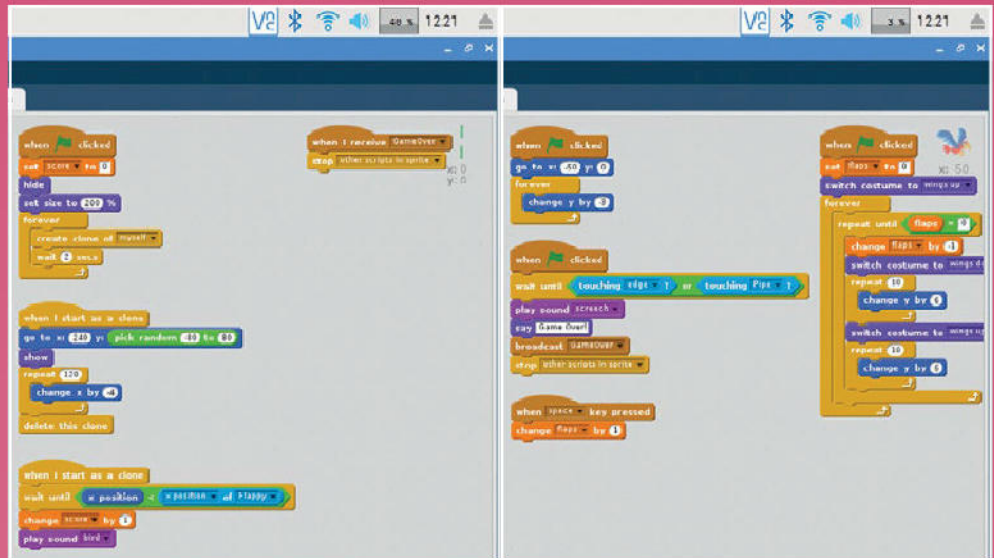 48 % 12:21
when clicked
set score to 0
hide
set size to 200 %
forever
create clone of myself
wait 2 secs
when I receive GameOver
stop other scripts in sprite
x: 0
y: 0
when I start as a clone
go to x: 240 y: pick random -80 to 80
show
repeat 120
change x by -4
delete this clone
when I start as a clone
wait until x position < x position of Flappy
change score by 1
play sound bird
3 % 12:21
when clicked
go to x: -50 y: 0
forever
change y by -3
when clicked
wait until touching edge ? or touching Pipe ?
play sound screech
say Game Over!
broadcast GameOver
stop other scripts in sprite
when space key pressed
change flaps by 1
when clicked
set flaps to 0
x: -50
switch costume to wings up
forever
repeat until flaps = 0
change flaps by -1
switch costume to wings do
repeat 10
change y by 6
switch costume to wings up
repeat 10
change y by 6